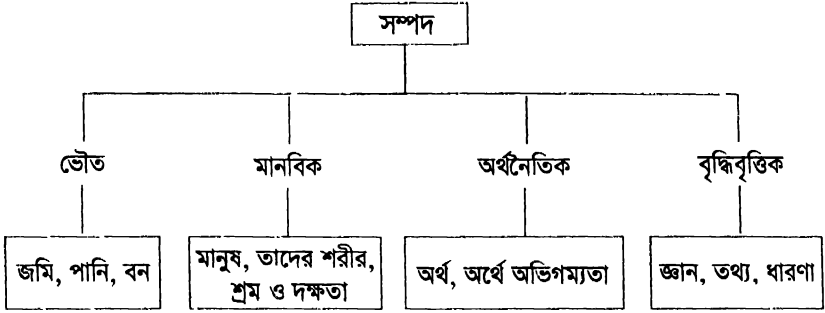 সম্পদ
ভৌত
মানবিক
অর্থনৈতিক
বৃদ্ধিবৃত্তিক
জমি, পানি, বন
মানুষ, তাদের শরীর,
শ্রম ও দক্ষতা
অর্থ, অর্থে অভিগম্যতা
জ্ঞান, তথ্য, ধারণা